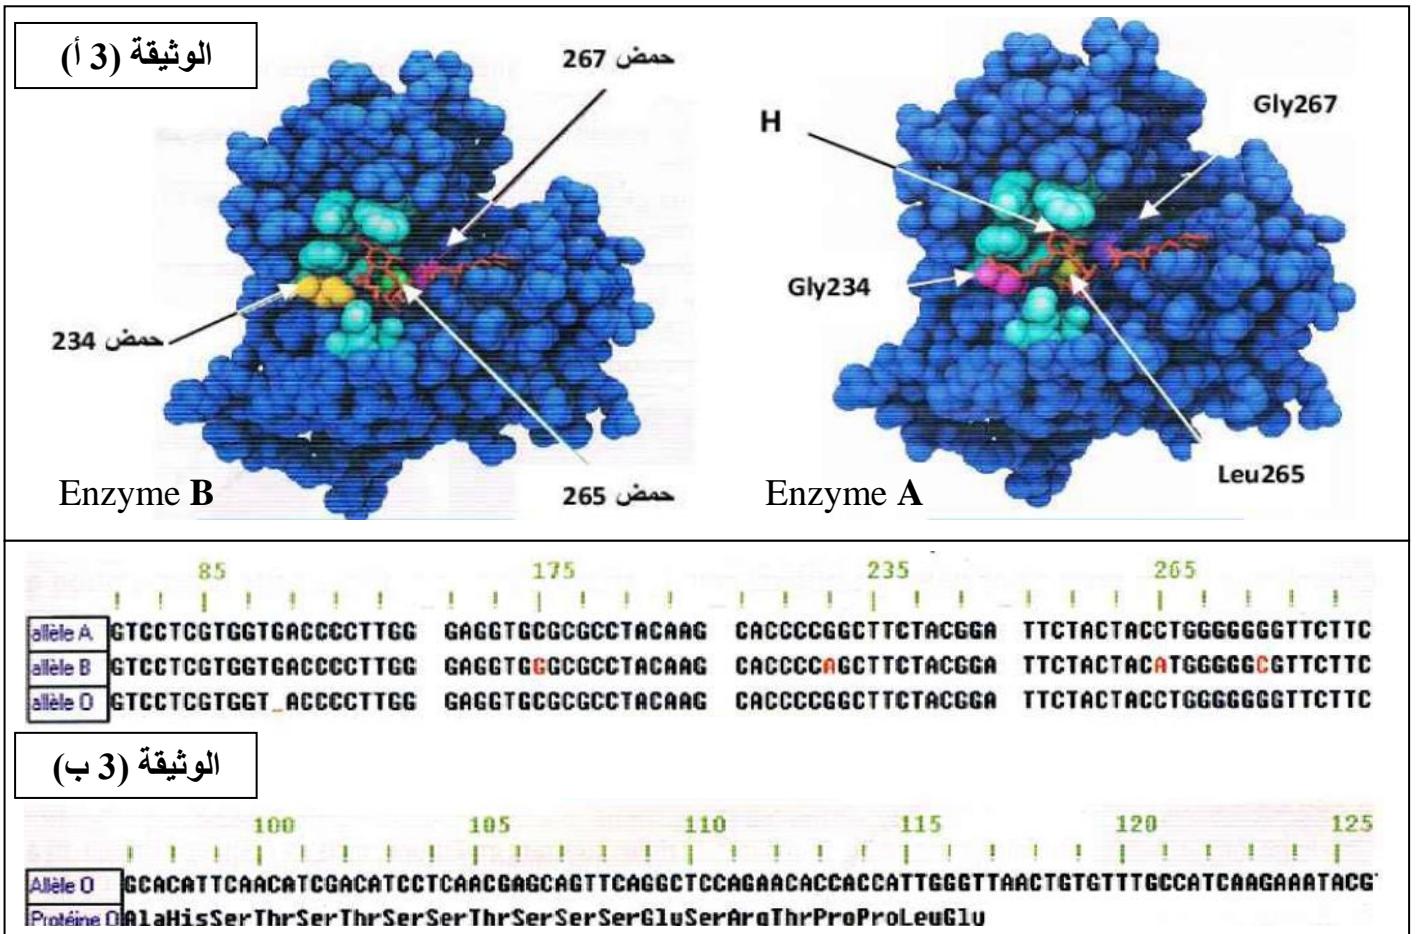 الوثيقة (3 أ)
حمض 267
Gly267
H
Gly234
حمض 234
Leu265
حمض 265
Enzyme B
Enzyme A
85 175 235 265
allèle A GTCCTCGTGGTGACCCCTTGG GAGGTGCGCGCCTACAAG CACCCCGGCTTCTACGGA TTCTACTACCTGGGGGGGTTCTTC
allèle B GTCCTCGTGGTGACCCCTTGG GAGGTGGGCGCCTACAAG CACCCCAGCTTCTACGGA TTCTACTACATGGGGGCGTTCTTC
allèle O GTCCTCGTGGT_ACCCCTTGG GAGGTGCGCGCCTACAAG CACCCCGGCTTCTACGGA TTCTACTACCTGGGGGGGTTCTTC
الوثيقة (3 ب)
100 105 110 115 120 125
Allèle O GCACATTCAACATCGACATCCTCAACGAGCAGTTCAGGCTCCAGAACACCACCATTGGGTTAACTGTGTTTGCCATCAAGAAATACG
Protéine O AlaHisSerThrSerThrSerSerThrSerSerSerGlySerArgThrProProLeuGly